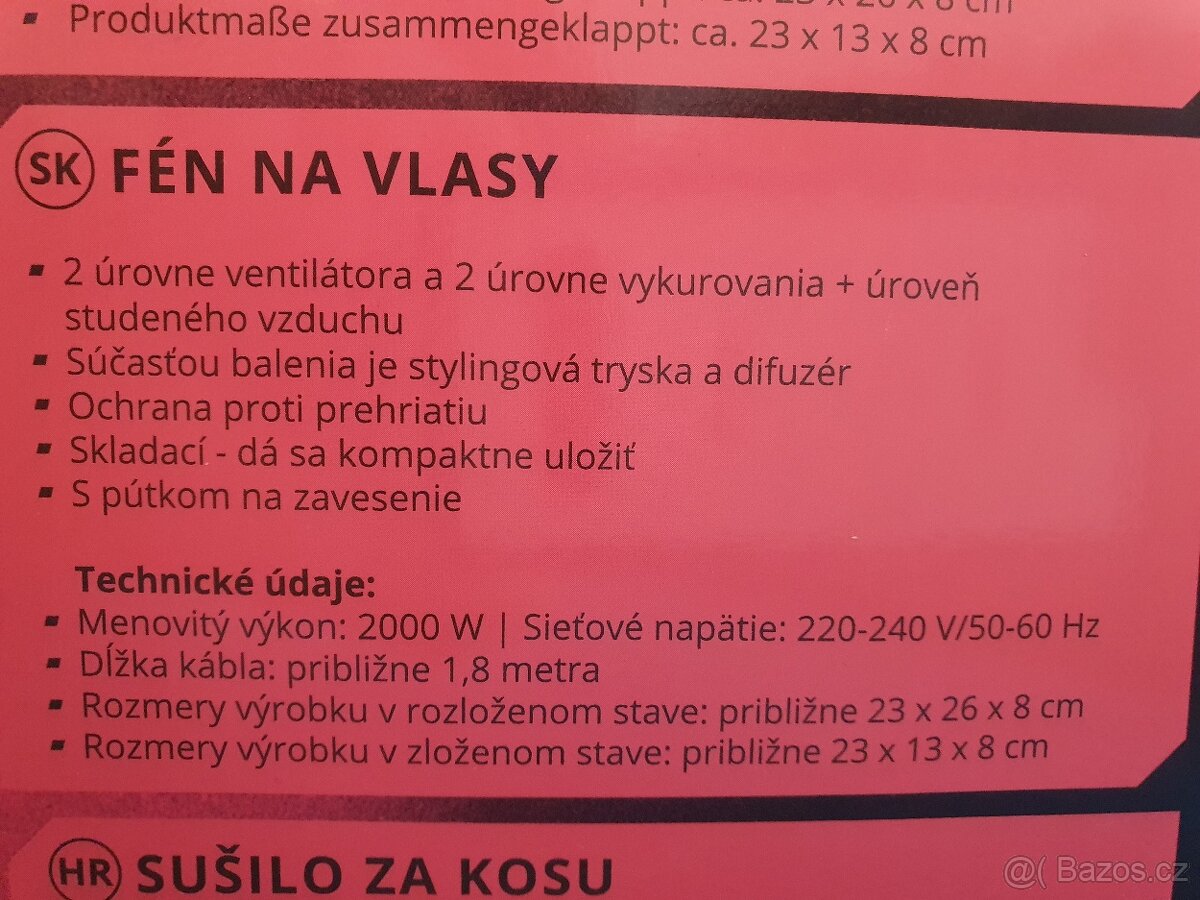 23 x 26 x 8 cm
▪ Produktmaße zusammengeklappt: ca. 23 x 13 x 8 cm
SK FÉN NA VLASY
▪ 2 úrovne ventilátora a 2 úrovne vykurovania + úroveň
studeného vzduchu
▪ Súčasťou balenia je stylingová tryska a difuzér
▪ Ochrana proti prehriatiu
▪ Skladací - dá sa kompaktne uložiť
▪ S pútkom na zavesenie
Technické údaje:
▪ Menovitý výkon: 2000 W | Sieťové napätie: 220-240 V/50-60 Hz
▪ Dĺžka kábla: približne 1,8 metra
▪ Rozmery výrobku v rozloženom stave: približne 23 x 26 x 8 cm
▪ Rozmery výrobku v zloženom stave: približne 23 x 13 x 8 cm
HR SUŠILO ZA KOSU
@( Bazos.cz